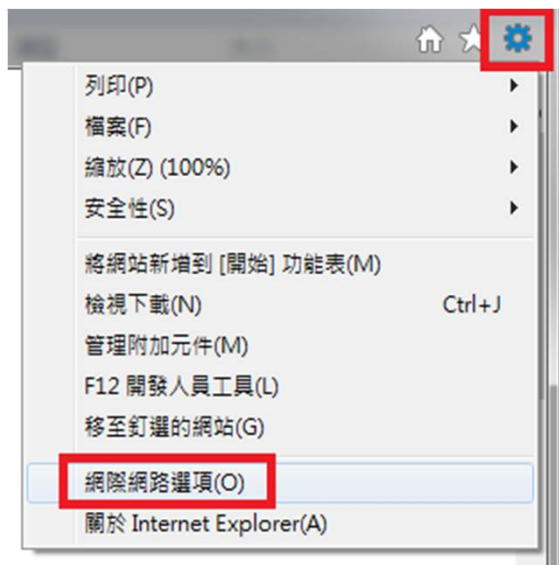 列印(P)
檔案(F)
縮放(Z) (100%)
安全性(S)
將網站新增到 [開始] 功能表(M)
檢視下載(N) Ctrl+J
管理附加元件(M)
F12 開發人員工具(L)
移至釘選的網站(G)
網際網路選項(O)
關於 Internet Explorer(A)